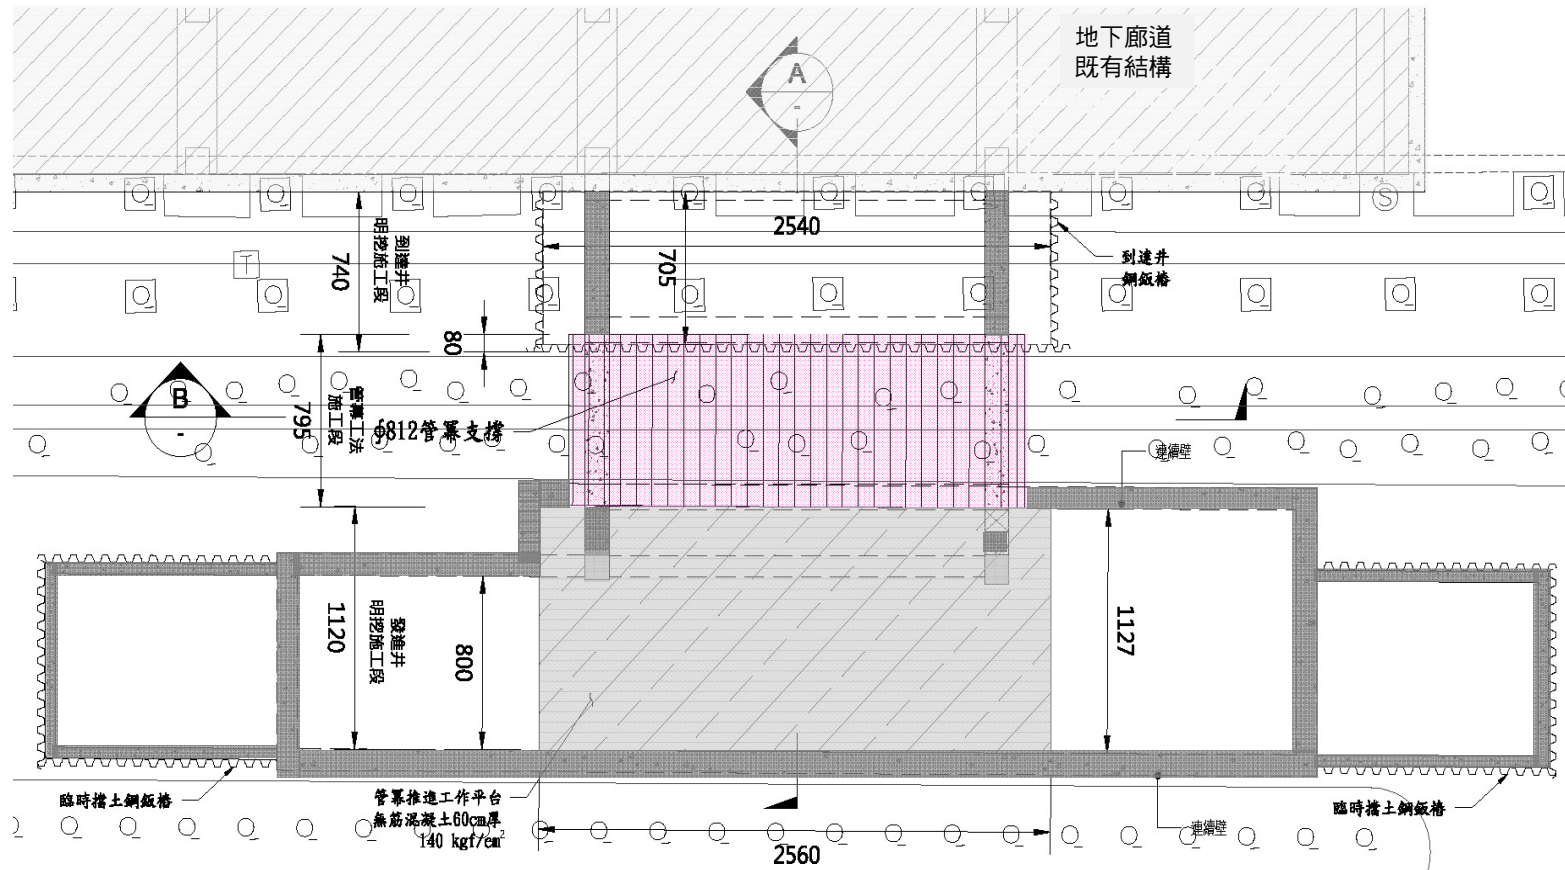 地下廊道
既有結構
A
-
到達井
明挖施工段
740
2540
705
到達井
鋼鈑樁
T
S
80
B
-
管冪工法
施工段
795
ϕ812管冪支撐
連續壁
發進井
明挖施工段
1120
800
1127
臨時擋土鋼鈑樁
管冪推進工作平台
無筋混凝土60cm厚
140 kgf/cm²
2560
連續壁
臨時擋土鋼鈑樁